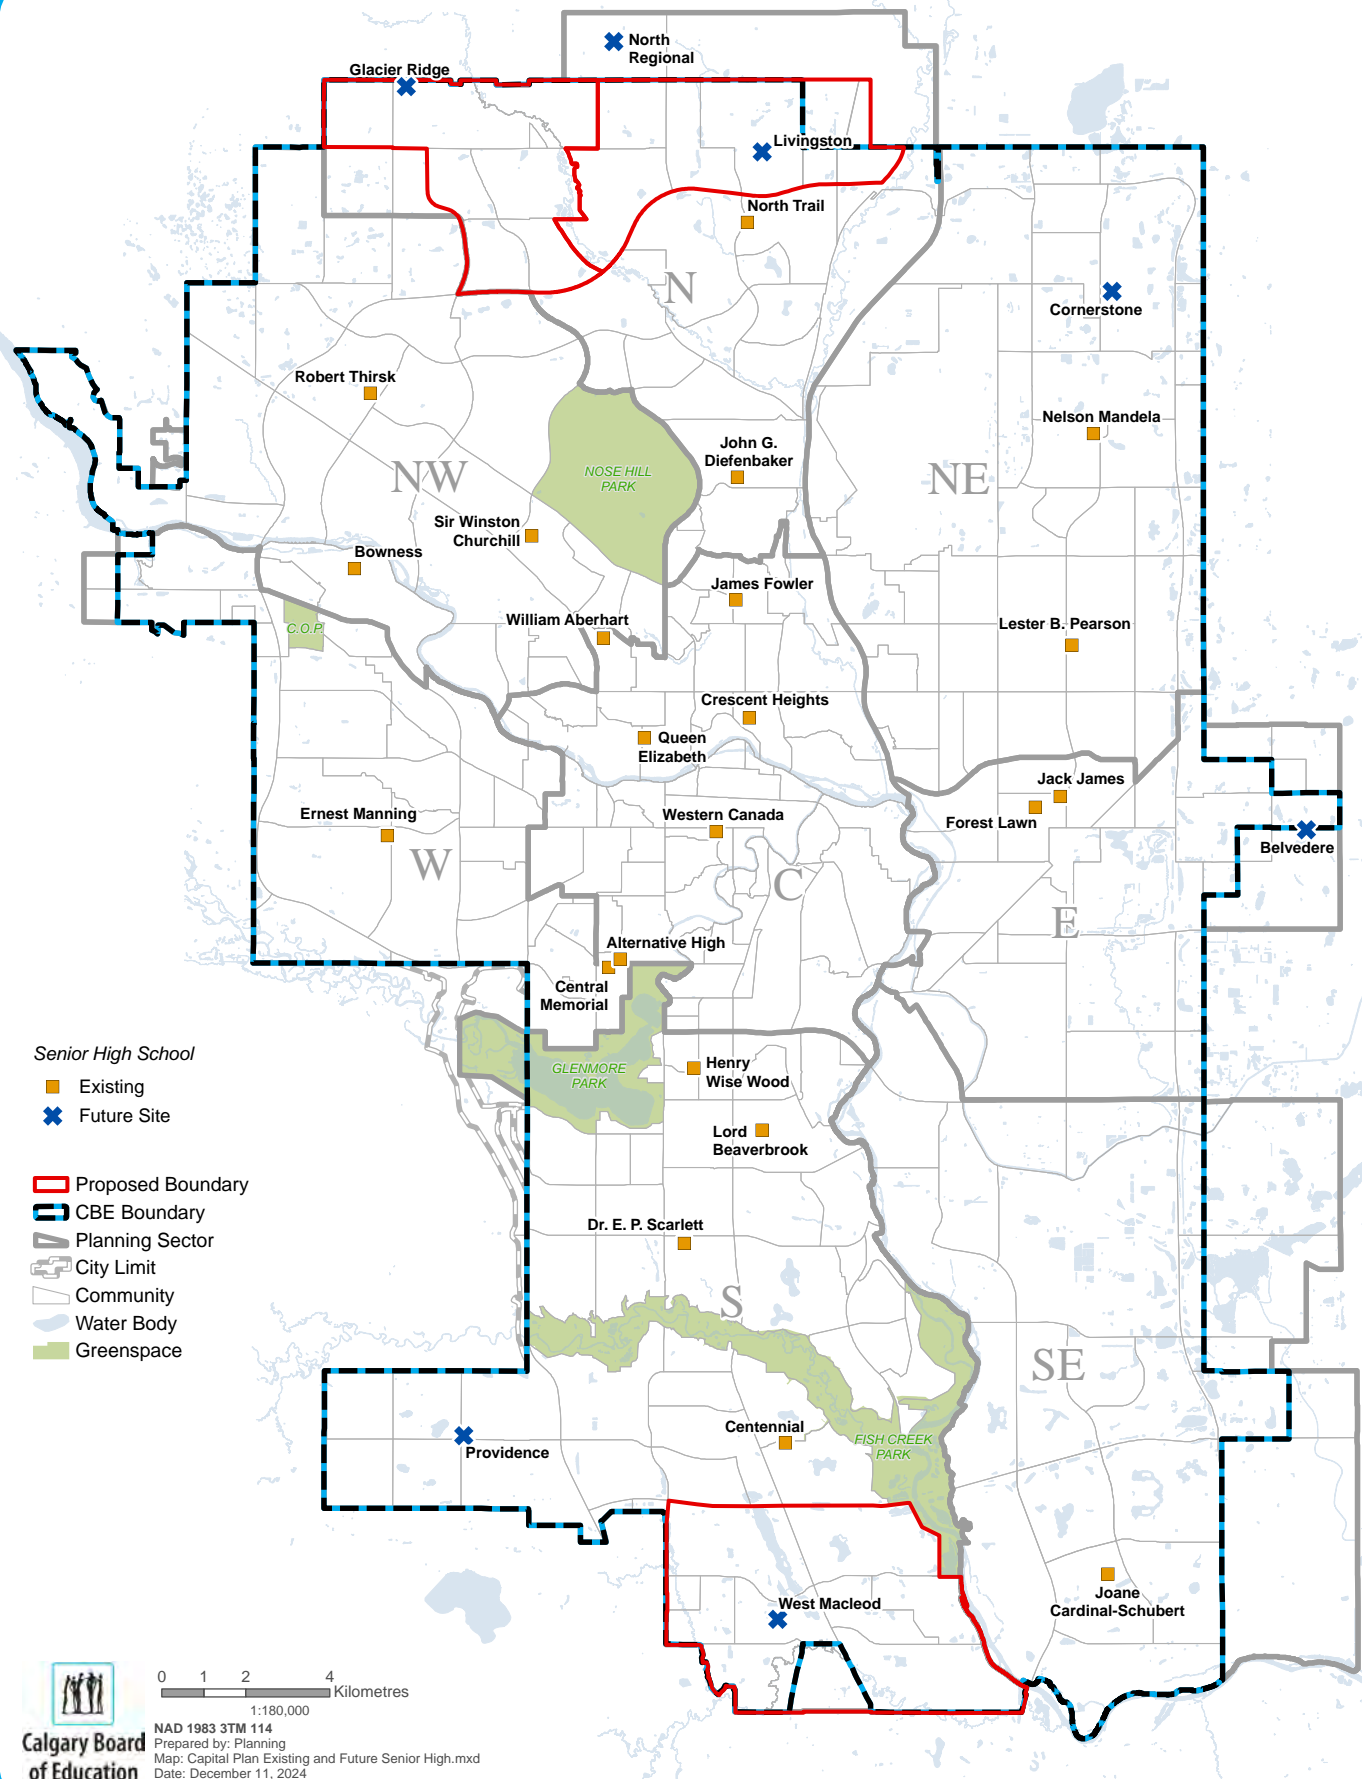 North
Regional
Glacier Ridge
Livingston
North Trail
N
Cornerstone
Robert Thirsk
Nelson Mandela
John G.
Diefenbaker
NOSE HILL
PARK
NW
NE
Sir Winston
Churchill
Bowness
James Fowler
William Aberhart
Lester B. Pearson
C.O.P.
Crescent Heights
Queen
Elizabeth
Jack James
Ernest Manning
Western Canada
Forest Lawn
Belvedere
W
C
E
Alternative High
Central
Memorial
Senior High School
Existing
Future Site
GLENMORE
PARK
Henry
Wise Wood
Lord
Beaverbrook
Proposed Boundary
CBE Boundary
Planning Sector
City Limit
Community
Water Body
Greenspace
Dr. E. P. Scarlett
S
SE
Centennial
FISH CREEK
PARK
Providence
West Macleod
Joane
Cardinal-Schubert
0 1 2 4
Kilometres
1:180,000
Calgary Board
of Education
NAD 1983 3TM 114
Prepared by: Planning
Map: Capital Plan Existing and Future Senior High.mxd
Date: December 11, 2024